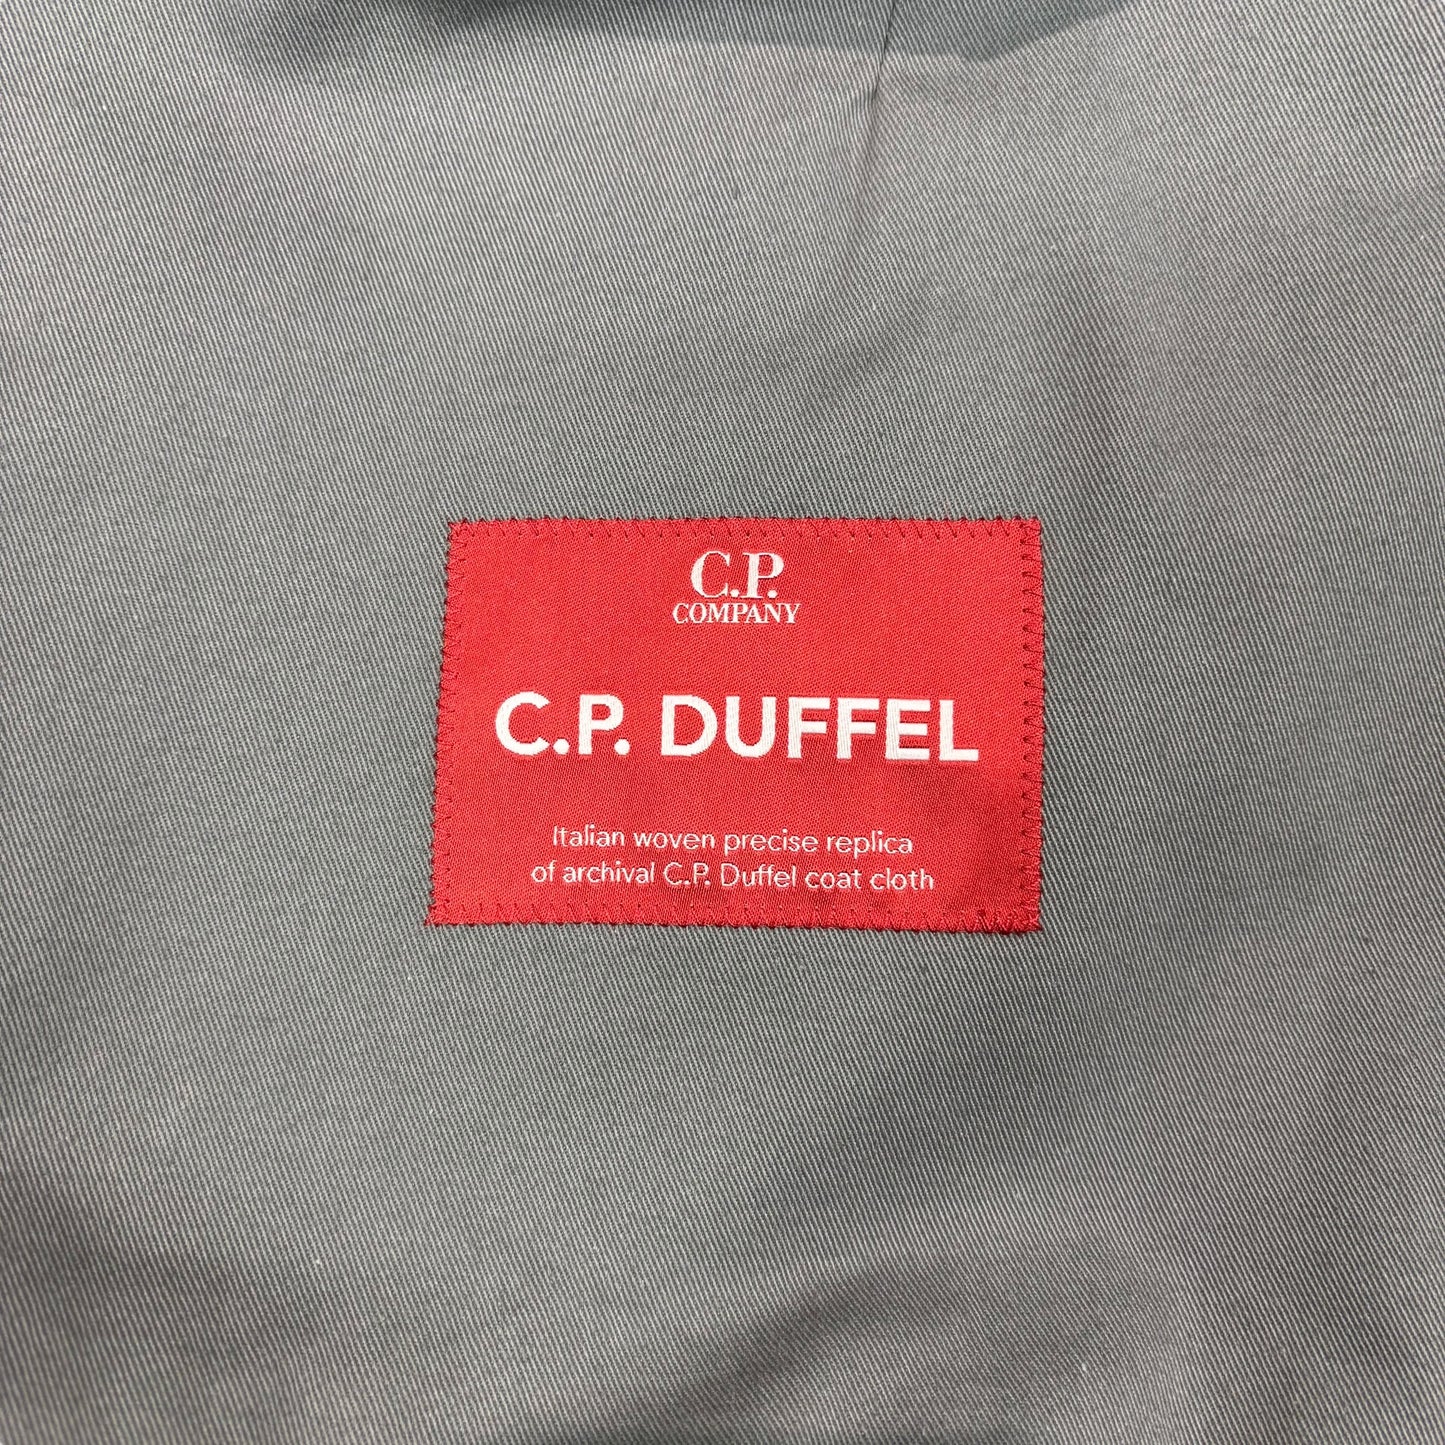 C.P.
COMPANY
C.P. DUFFEL
Italian woven precise replica
of archival C.P. Duffel coat cloth